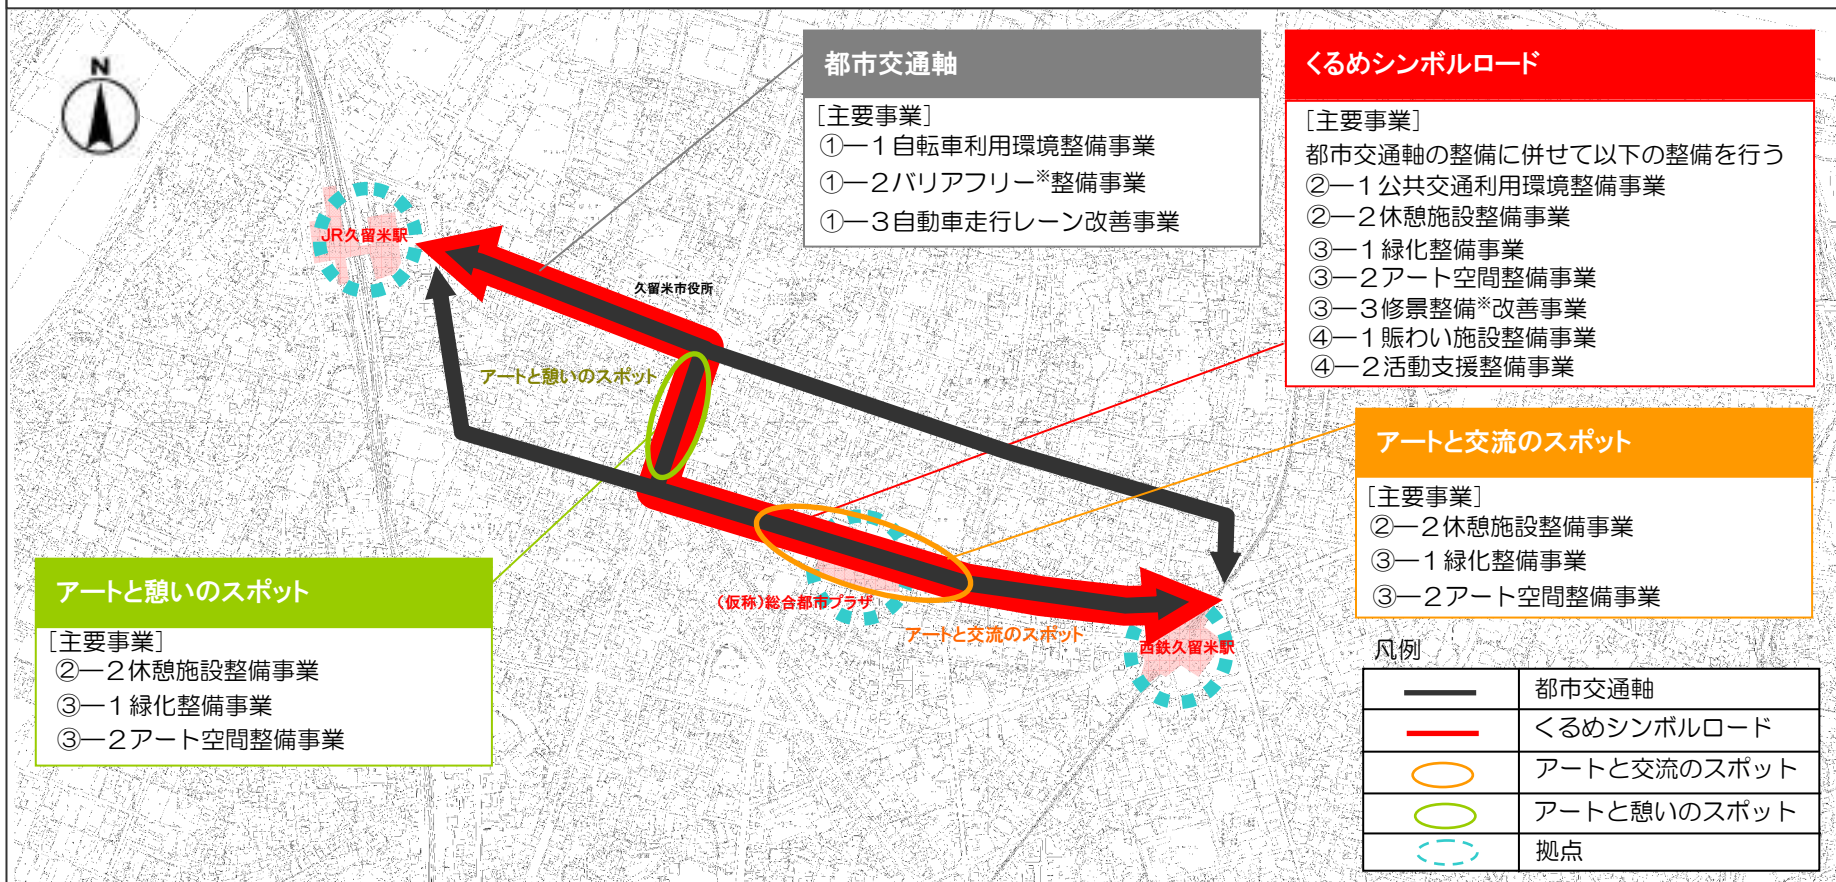 N
都市交通軸
[主要事業]
①―1自転車利用環境整備事業
①―2バリアフリー※整備事業
①―3自動車走行レーン改善事業
くるめシンボルロード
[主要事業]
都市交通軸の整備に併せて以下の整備を行う
②―1公共交通利用環境整備事業
②―2休憩施設整備事業
③―1緑化整備事業
③―2アート空間整備事業
③―3修景整備※改善事業
④―1賑わい施設整備事業
④―2活動支援整備事業
JR久留米駅
久留米市役所
アートと憩いのスポット
アートと交流のスポット
[主要事業]
②―2休憩施設整備事業
③―1緑化整備事業
③―2アート空間整備事業
アートと憩いのスポット
[主要事業]
②―2休憩施設整備事業
③―1緑化整備事業
③―2アート空間整備事業
(仮称)総合都市プラザ
アートと交流のスポット
西鉄久留米駅
凡例
都市交通軸
くるめシンボルロード
アートと交流のスポット
アートと憩いのスポット
拠点